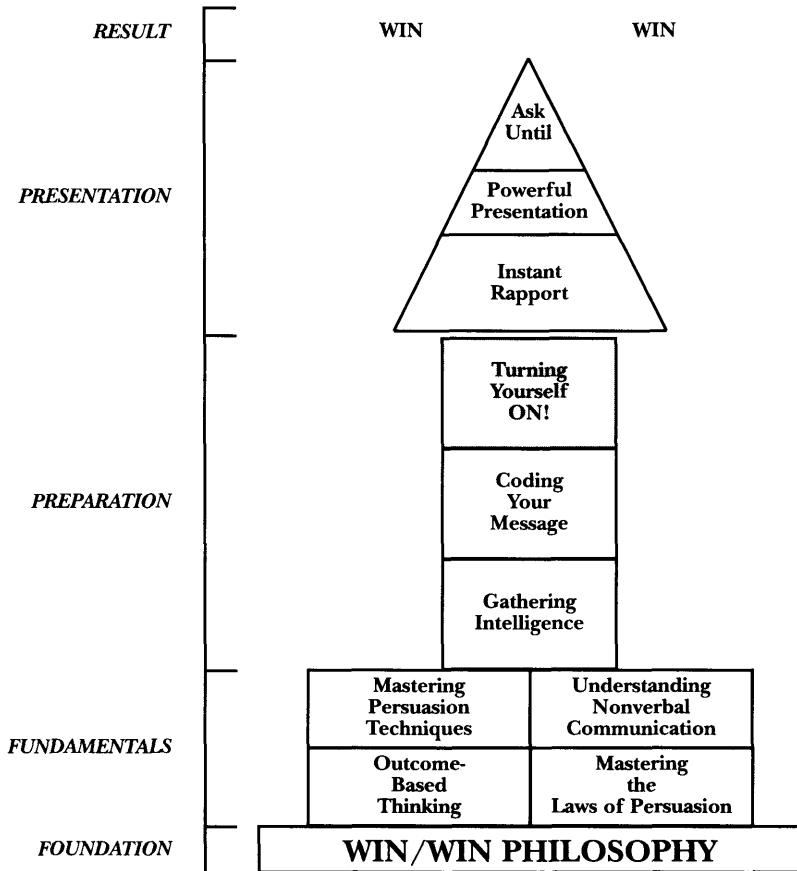 RESULT
WIN WIN
Ask
Until
PRESENTATION
Powerful
Presentation
Instant
Rapport
Turning
Yourself
ON!
PREPARATION
Coding
Your
Message
Gathering
Intelligence
FUNDAMENTALS
Mastering
Persuasion
Techniques
Understanding
Nonverbal
Communication
Outcome-
Based
Thinking
Mastering
the
Laws of Persuasion
FOUNDATION
WIN/WIN PHILOSOPHY